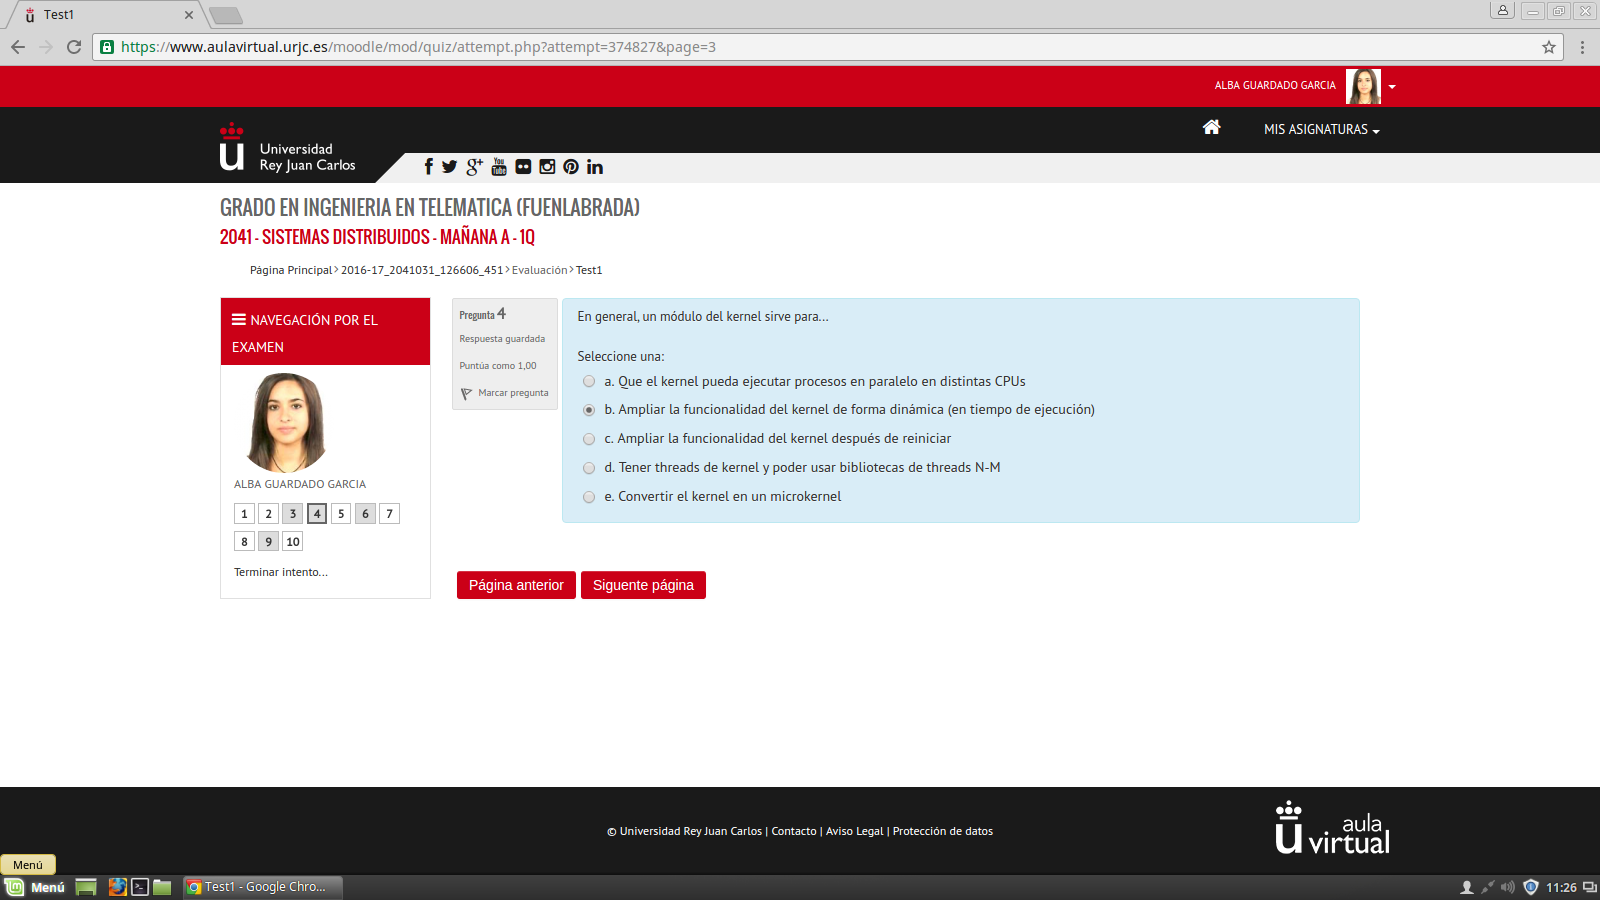 Test1
https://www.aulavirtual.urjc.es/moodle/mod/quiz/attempt.php?attempt=374827&page=3
ALBA GUARDADO GARCIA
MIS ASIGNATURAS
Universidad
Rey Juan Carlos
You
Tube
GRADO EN INGENIERIA EN TELEMATICA (FUENLABRADA)
2041 - SISTEMAS DISTRIBUIDOS - MAÑANA A - 1Q
Página Principal > 2016-17_2041031_126606_451 > Evaluación > Test1
NAVEGACIÓN POR EL
EXAMEN
ALBA GUARDADO GARCIA
1 2 3 4 5 6 7
8 9 10
Terminar intento...
Pregunta 4
Respuesta guardada
Puntúa como 1,00
Marcar pregunta
En general, un módulo del kernel sirve para...
Seleccione una:
a. Que el kernel pueda ejecutar procesos en paralelo en distintas CPUs
b. Ampliar la funcionalidad del kernel de forma dinámica (en tiempo de ejecución)
c. Ampliar la funcionalidad del kernel después de reiniciar
d. Tener threads de kernel y poder usar bibliotecas de threads N-M
e. Convertir el kernel en un microkernel
Página anterior
Siguente página
© Universidad Rey Juan Carlos | Contacto | Aviso Legal | Protección de datos
aula
virtual
Menú
Menú
Test1 - Google Chro...
11:26